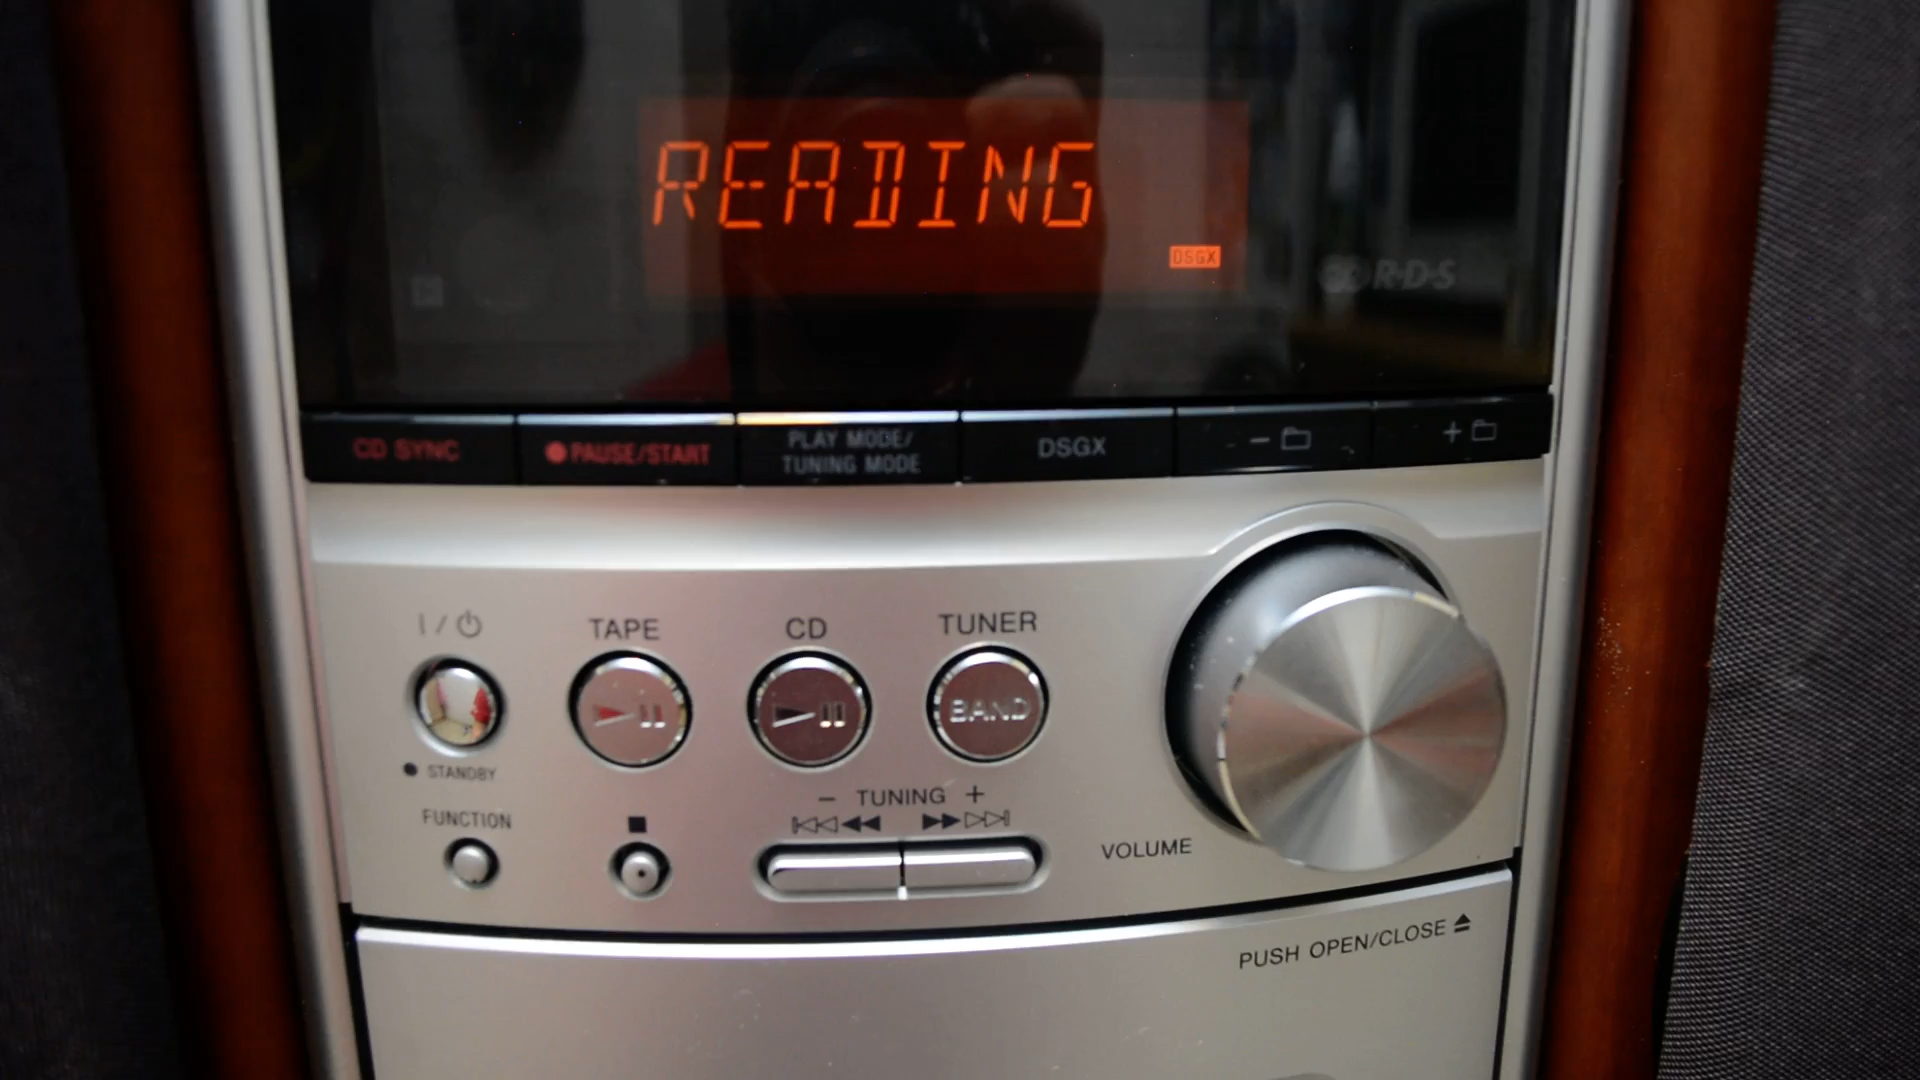 READING
DSGX
R·D·S
CD SYNC
PAUSE/START
PLAY MODE/
TUNING MODE
DSGX
−
+
I / ⏻
TAPE
CD
TUNER
BAND
STANDBY
FUNCTION
− TUNING +
VOLUME
PUSH OPEN/CLOSE